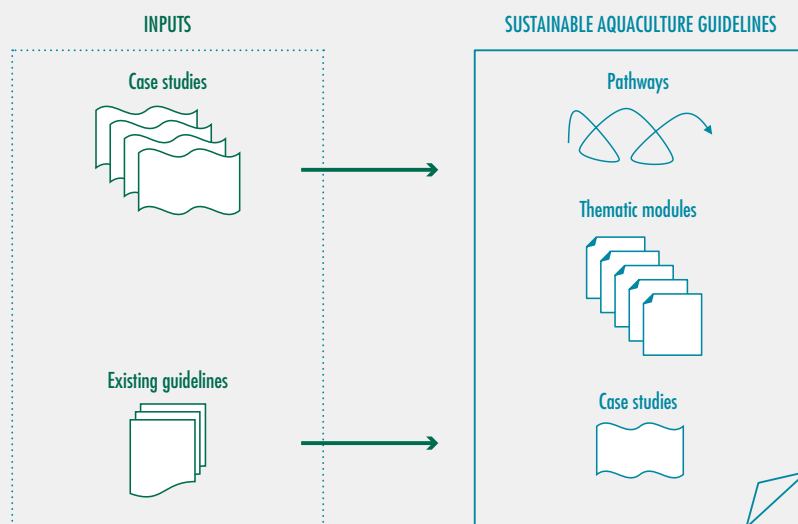 INPUTS
Case studies
Existing guidelines
SUSTAINABLE AQUACULTURE GUIDELINES
Pathways
Thematic modules
Case studies